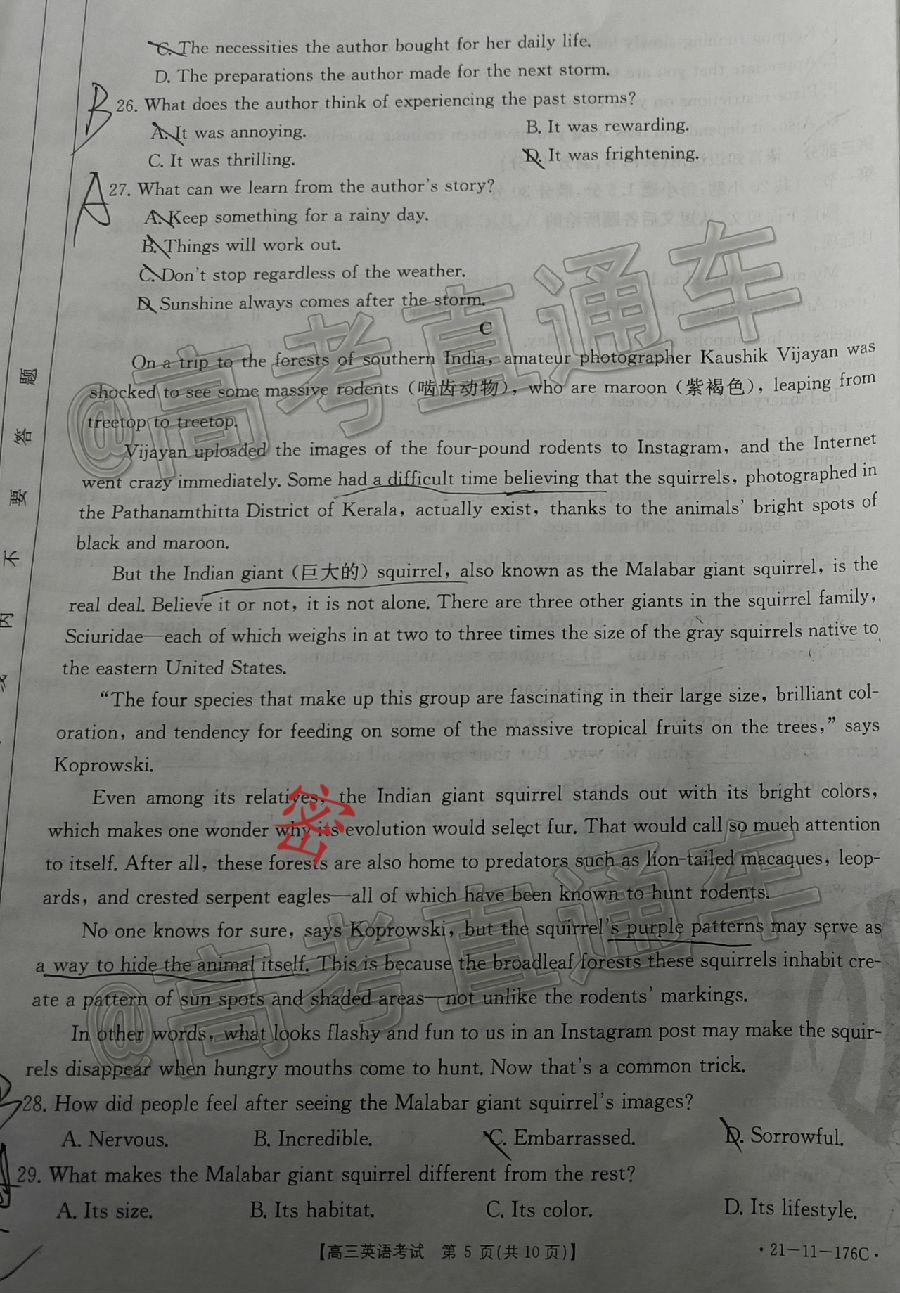 C. The necessities the author bought for her daily life.
D. The preparations the author made for the next storm.
B
26. What does the author think of experiencing the past storms?
A. It was annoying. B. It was rewarding.
C. It was thrilling. D. It was frightening.
A
27. What can we learn from the author's story?
A. Keep something for a rainy day.
B. Things will work out.
C. Don't stop regardless of the weather.
D. Sunshine always comes after the storm.
C
On a trip to the forests of southern India, amateur photographer Kaushik Vijayan was
shocked to see some massive rodents (啮齿动物), who are maroon (紫褐色), leaping from
treetop to treetop.
Vijayan uploaded the images of the four-pound rodents to Instagram, and the Internet
went crazy immediately. Some had a difficult time believing that the squirrels, photographed in
the Pathanamthitta District of Kerala, actually exist, thanks to the animals' bright spots of
black and maroon.
But the Indian giant (巨大的) squirrel, also known as the Malabar giant squirrel, is the
real deal. Believe it or not, it is not alone. There are three other giants in the squirrel family,
Sciuridae—each of which weighs in at two to three times the size of the gray squirrels native to
the eastern United States.
"The four species that make up this group are fascinating in their large size, brilliant col-
oration, and tendency for feeding on some of the massive tropical fruits on the trees," says
Koprowski.
Even among its relatives, the Indian giant squirrel stands out with its bright colors,
which makes one wonder why its evolution would select fur. That would call so much attention
to itself. After all, these forests are also home to predators such as lion-tailed macaques, leop-
ards, and crested serpent eagles—all of which have been known to hunt rodents.
No one knows for sure, says Koprowski, but the squirrel's purple patterns may serve as
a way to hide the animal itself. This is because the broadleaf forests these squirrels inhabit cre-
ate a pattern of sun spots and shaded areas—not unlike the rodents' markings.
In other words, what looks flashy and fun to us in an Instagram post may make the squir-
rels disappear when hungry mouths come to hunt. Now that's a common trick.
28. How did people feel after seeing the Malabar giant squirrel's images?
A. Nervous. B. Incredible. C. Embarrassed. D. Sorrowful.
29. What makes the Malabar giant squirrel different from the rest?
A. Its size. B. Its habitat. C. Its color. D. Its lifestyle.
【高三英语考试 第 5 页(共 10 页)】 ·21-11-176C·
题
答
要
不
内
密
@高考直通车
@高考直通车